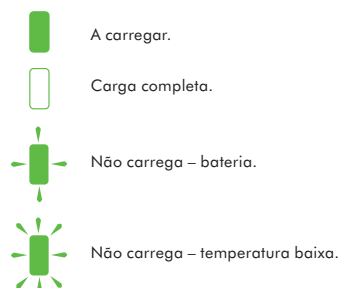 A carregar.
Carga completa.
Não carrega – bateria.
Não carrega – temperatura baixa.